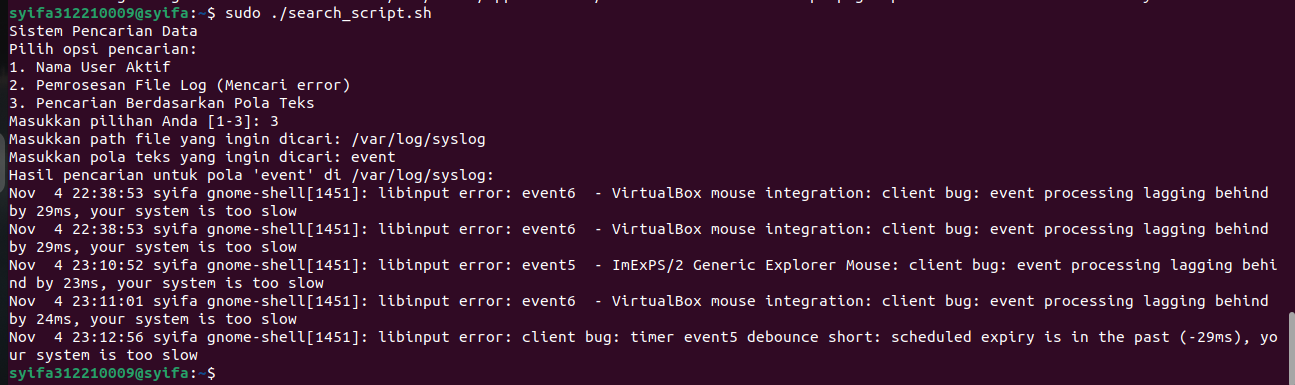 syifa312210009@syifa:~$ sudo ./search_script.sh
Sistem Pencarian Data
Pilih opsi pencarian:
1. Nama User Aktif
2. Pemrosesan File Log (Mencari error)
3. Pencarian Berdasarkan Pola Teks
Masukkan pilihan Anda [1-3]: 3
Masukkan path file yang ingin dicari: /var/log/syslog
Masukkan pola teks yang ingin dicari: event
Hasil pencarian untuk pola 'event' di /var/log/syslog:
Nov  4 22:38:53 syifa gnome-shell[1451]: libinput error: event6  - VirtualBox mouse integration: client bug: event processing lagging behind
by 29ms, your system is too slow
Nov  4 22:38:53 syifa gnome-shell[1451]: libinput error: event6  - VirtualBox mouse integration: client bug: event processing lagging behind
by 29ms, your system is too slow
Nov  4 23:10:52 syifa gnome-shell[1451]: libinput error: event5  - ImExPS/2 Generic Explorer Mouse: client bug: event processing lagging behi
nd by 23ms, your system is too slow
Nov  4 23:11:01 syifa gnome-shell[1451]: libinput error: event6  - VirtualBox mouse integration: client bug: event processing lagging behind
by 24ms, your system is too slow
Nov  4 23:12:56 syifa gnome-shell[1451]: libinput error: client bug: timer event5 debounce short: scheduled expiry is in the past (-29ms), yo
ur system is too slow
syifa312210009@syifa:~$